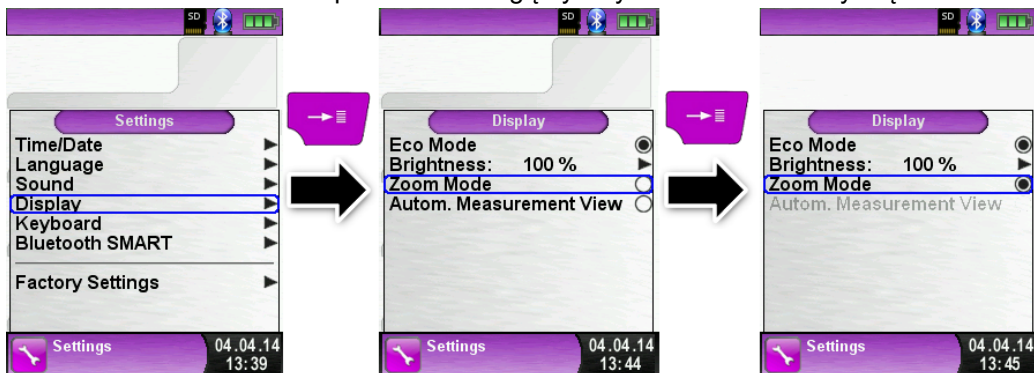 SD
Settings
Time/Date
Language
Sound
Display
Keyboard
Bluetooth SMART
Factory Settings
Settings
04.04.14
13:39
SD
Display
Eco Mode
Brightness: 100 %
Zoom Mode
Autom. Measurement View
Settings
04.04.14
13:44
SD
Display
Eco Mode
Brightness: 100 %
Zoom Mode
Autom. Measurement View
Settings
04.04.14
13:45